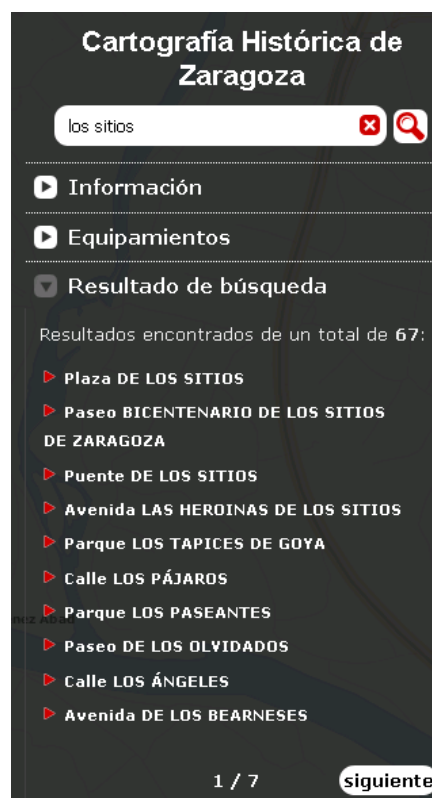 Cartografía Histórica de
Zaragoza
los sitios
Información
Equipamientos
Resultado de búsqueda
Resultados encontrados de un total de 67:
Plaza DE LOS SITIOS
Paseo BICENTENARIO DE LOS SITIOS
DE ZARAGOZA
Puente DE LOS SITIOS
Avenida LAS HEROINAS DE LOS SITIOS
Parque LOS TAPICES DE GOYA
Calle LOS PÁJAROS
Parque LOS PASEANTES
Paseo DE LOS OLVIDADOS
Calle LOS ÁNGELES
Avenida DE LOS BEARNESES
1 / 7 siguiente